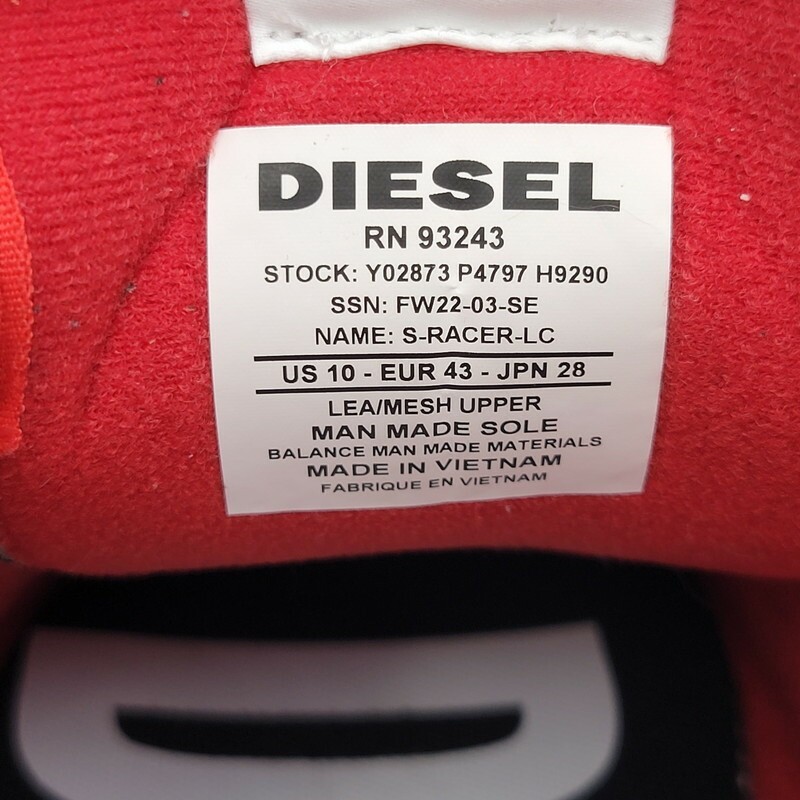 DIESEL
RN 93243
STOCK: Y02873 P4797 H9290
SSN: FW22-03-SE
NAME: S-RACER-LC
US 10 - EUR 43 - JPN 28
LEA/MESH UPPER
MAN MADE SOLE
BALANCE MAN MADE MATERIALS
MADE IN VIETNAM
FABRIQUE EN VIETNAM